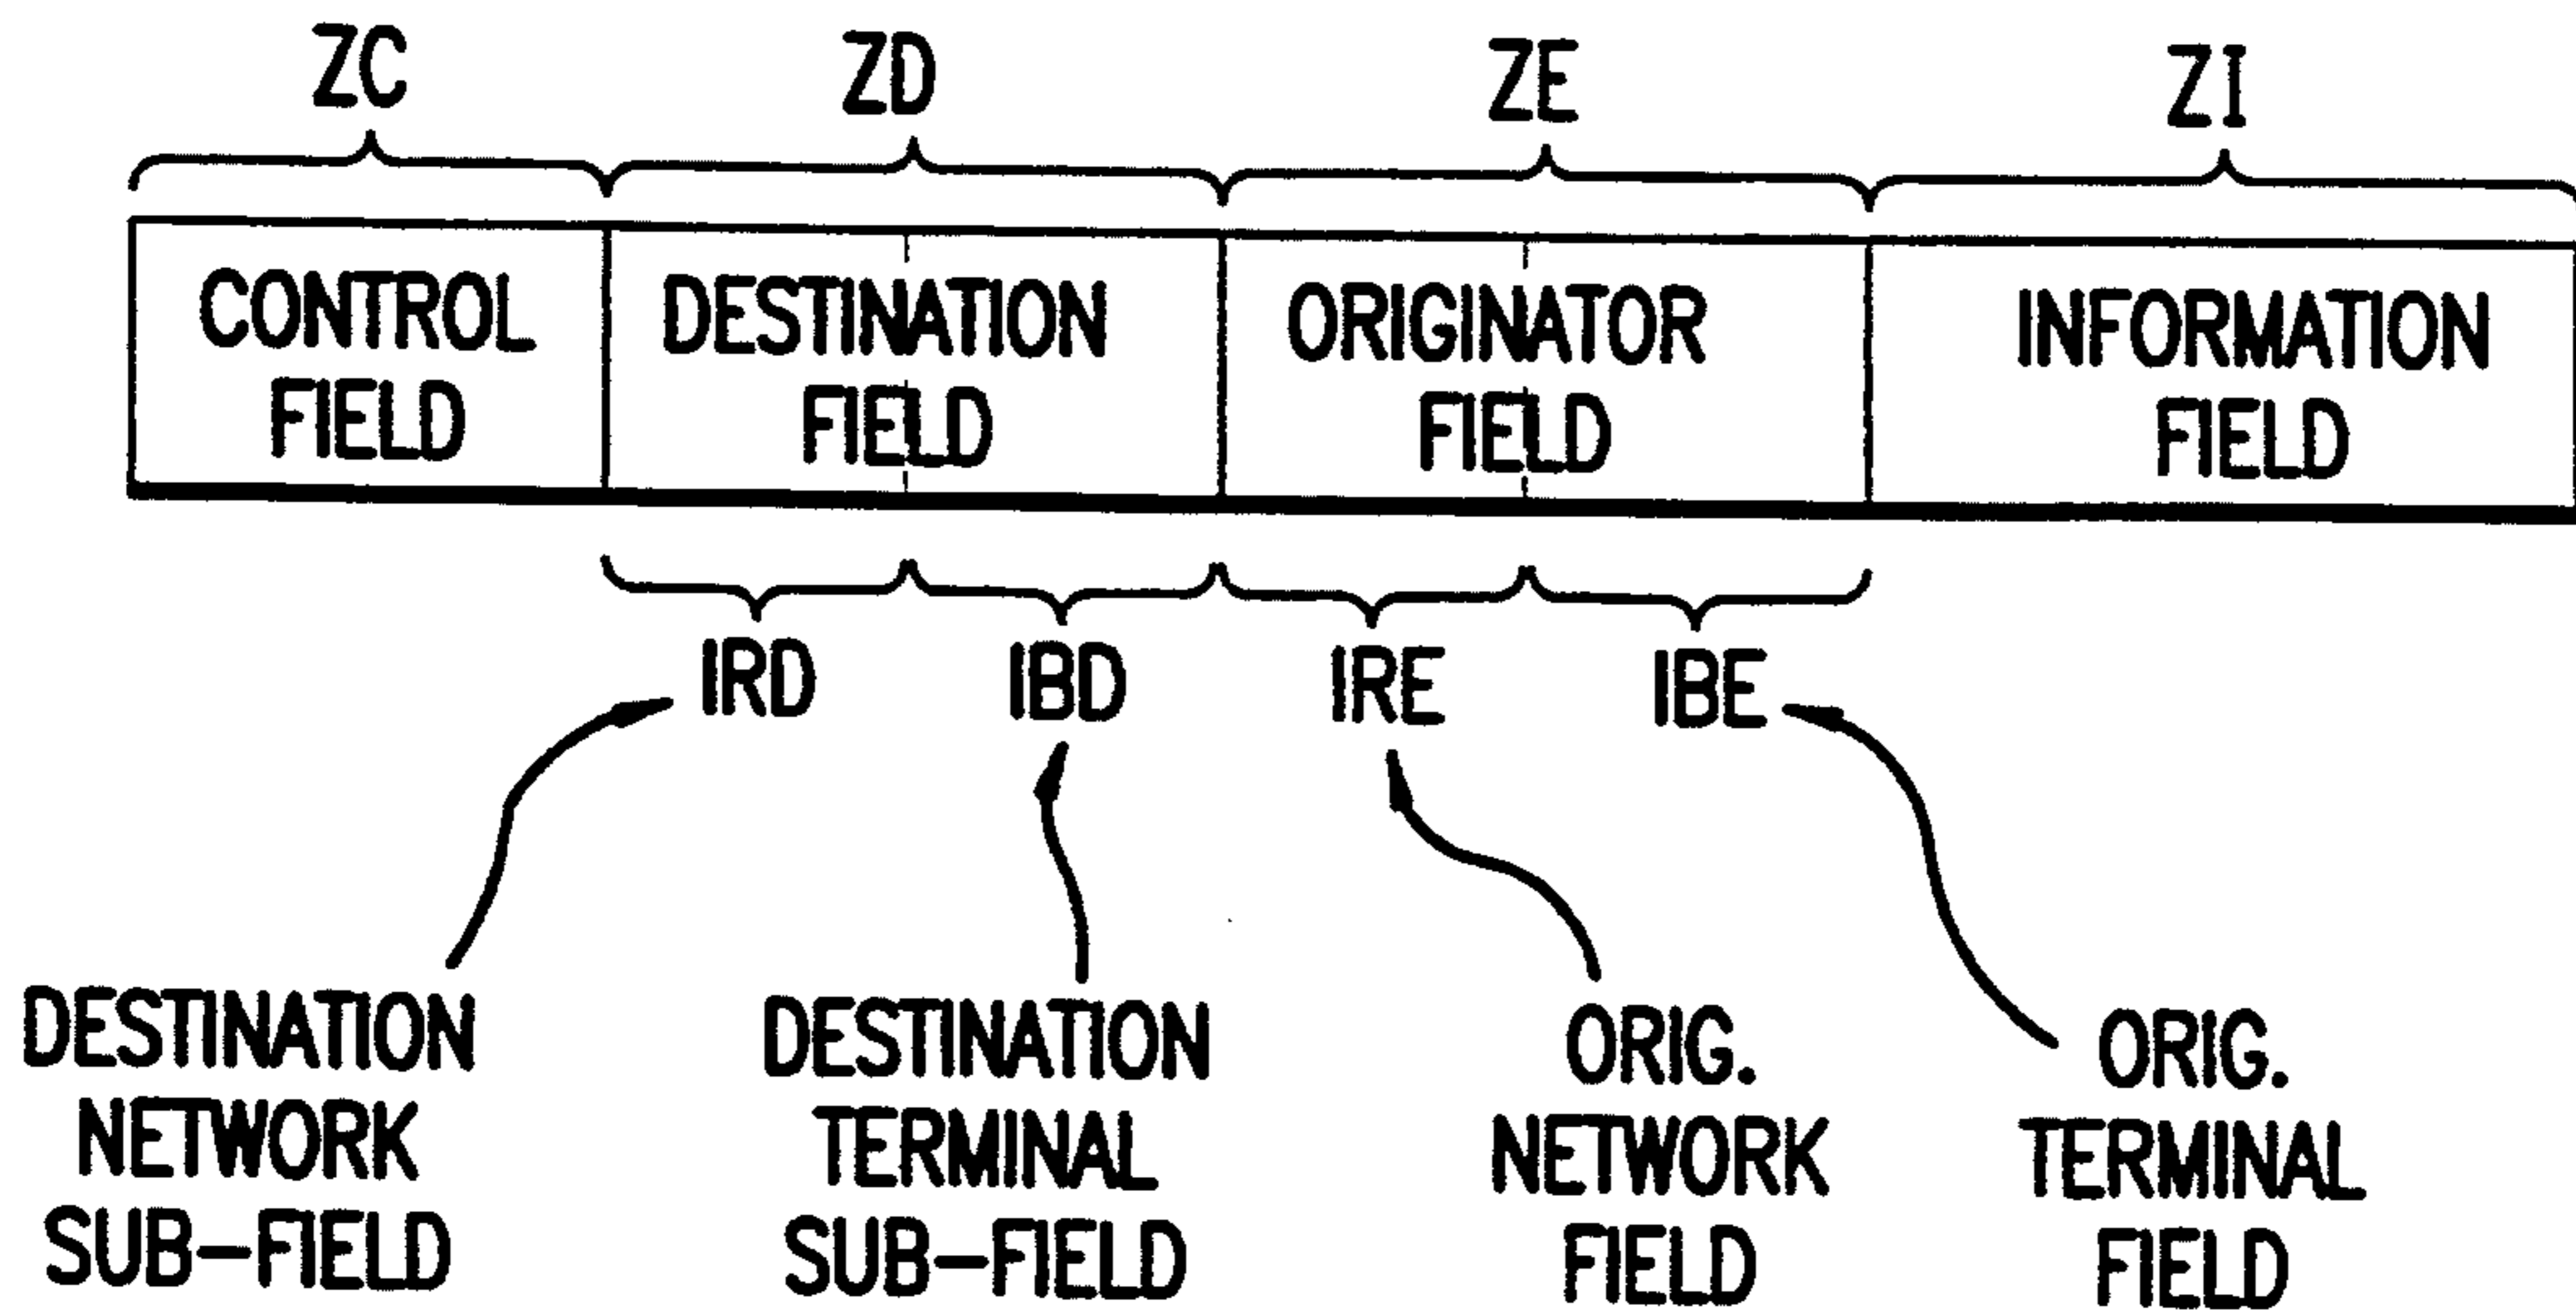 ZC ZD ZE ZI
CONTROL FIELD
DESTINATION FIELD
ORIGINATOR FIELD
INFORMATION FIELD
IRD IBD IRE IBE
DESTINATION
NETWORK
SUB-FIELD
DESTINATION
TERMINAL
SUB-FIELD
ORIG.
NETWORK
FIELD
ORIG.
TERMINAL
FIELD